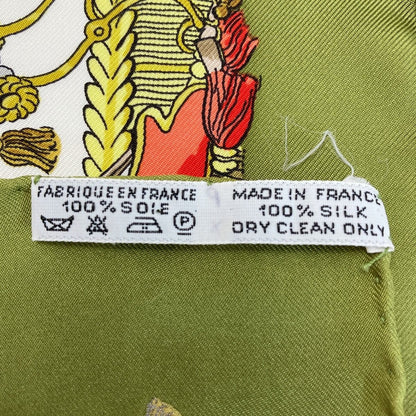 FABRIQUE EN FRANCE
100% SOIE
P
MADE IN FRANCE
100% SILK
DRY CLEAN ONLY